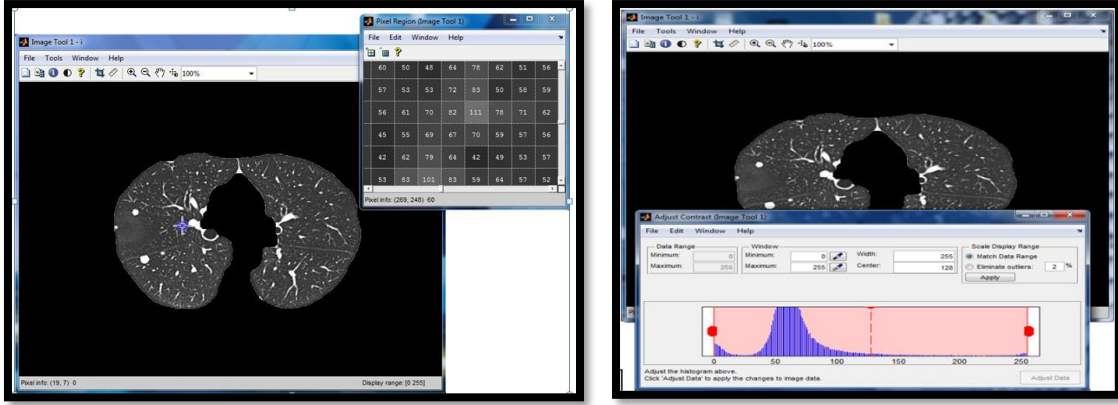 Image Tool 1 - i
File Tools Window Help
100%
Pixel info: (19, 7) 0
Display range: [0 255]
Pixel Region (Image Tool 1)
File Edit Window Help
60 50 48 64 78 62 51 56
57 53 53 72 83 50 58 59
56 61 70 82 111 78 71 62
45 55 69 67 70 59 57 56
42 62 79 64 42 49 53 57
53 83 101 83 59 64 57 52
Pixel info: (269, 248) 60
Image Tool 1 - i
File Tools Window Help
100%
Adjust Contrast (Image Tool 1)
File Edit Window Help
Data Range
Minimum: 0
Maximum: 255
Window
Minimum: 0
Maximum: 255
Width: 255
Center: 128
Scale Display Range
Match Data Range
Eliminate outliers: 2 %
Apply
0 50 100 150 200 250
Adjust the histogram above.
Click 'Adjust Data' to apply the changes to image data.
Adjust Data